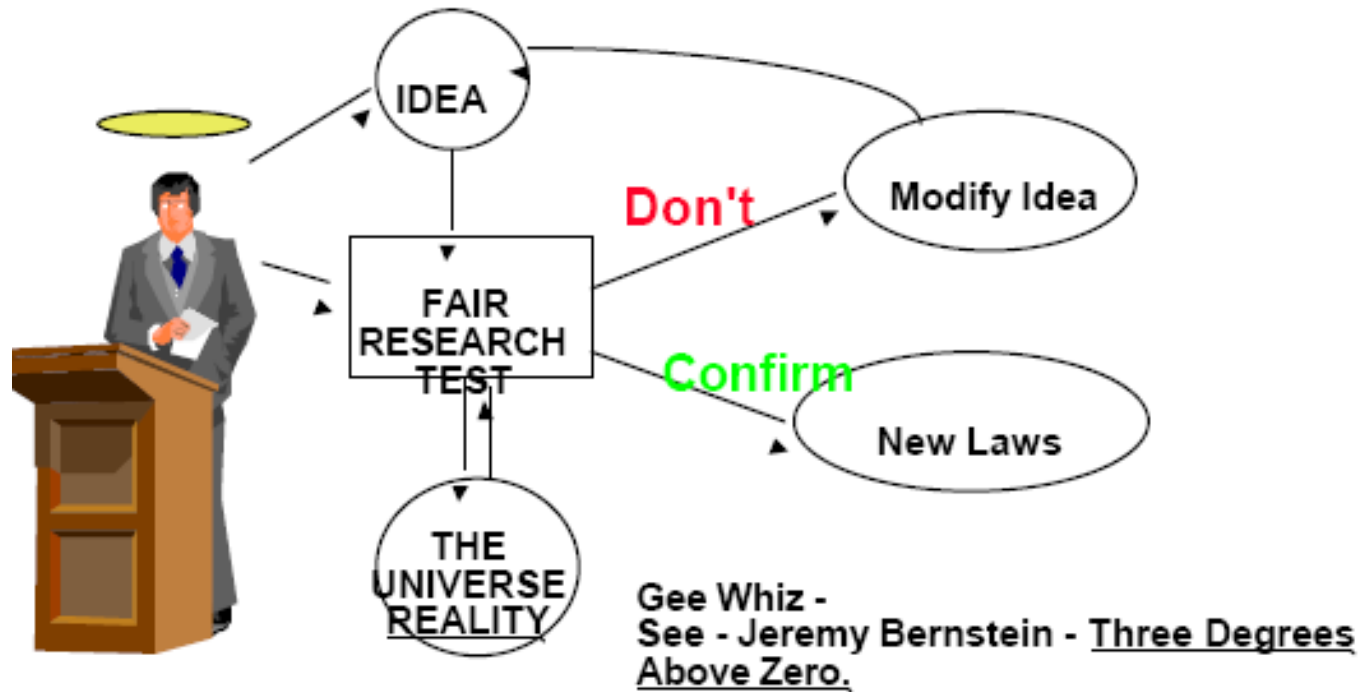 IDEA
Don't
Modify Idea
FAIR
RESEARCH
TEST
Confirm
New Laws
THE
UNIVERSE
REALITY
Gee Whiz -
See - Jeremy Bernstein - Three Degrees
Above Zero.